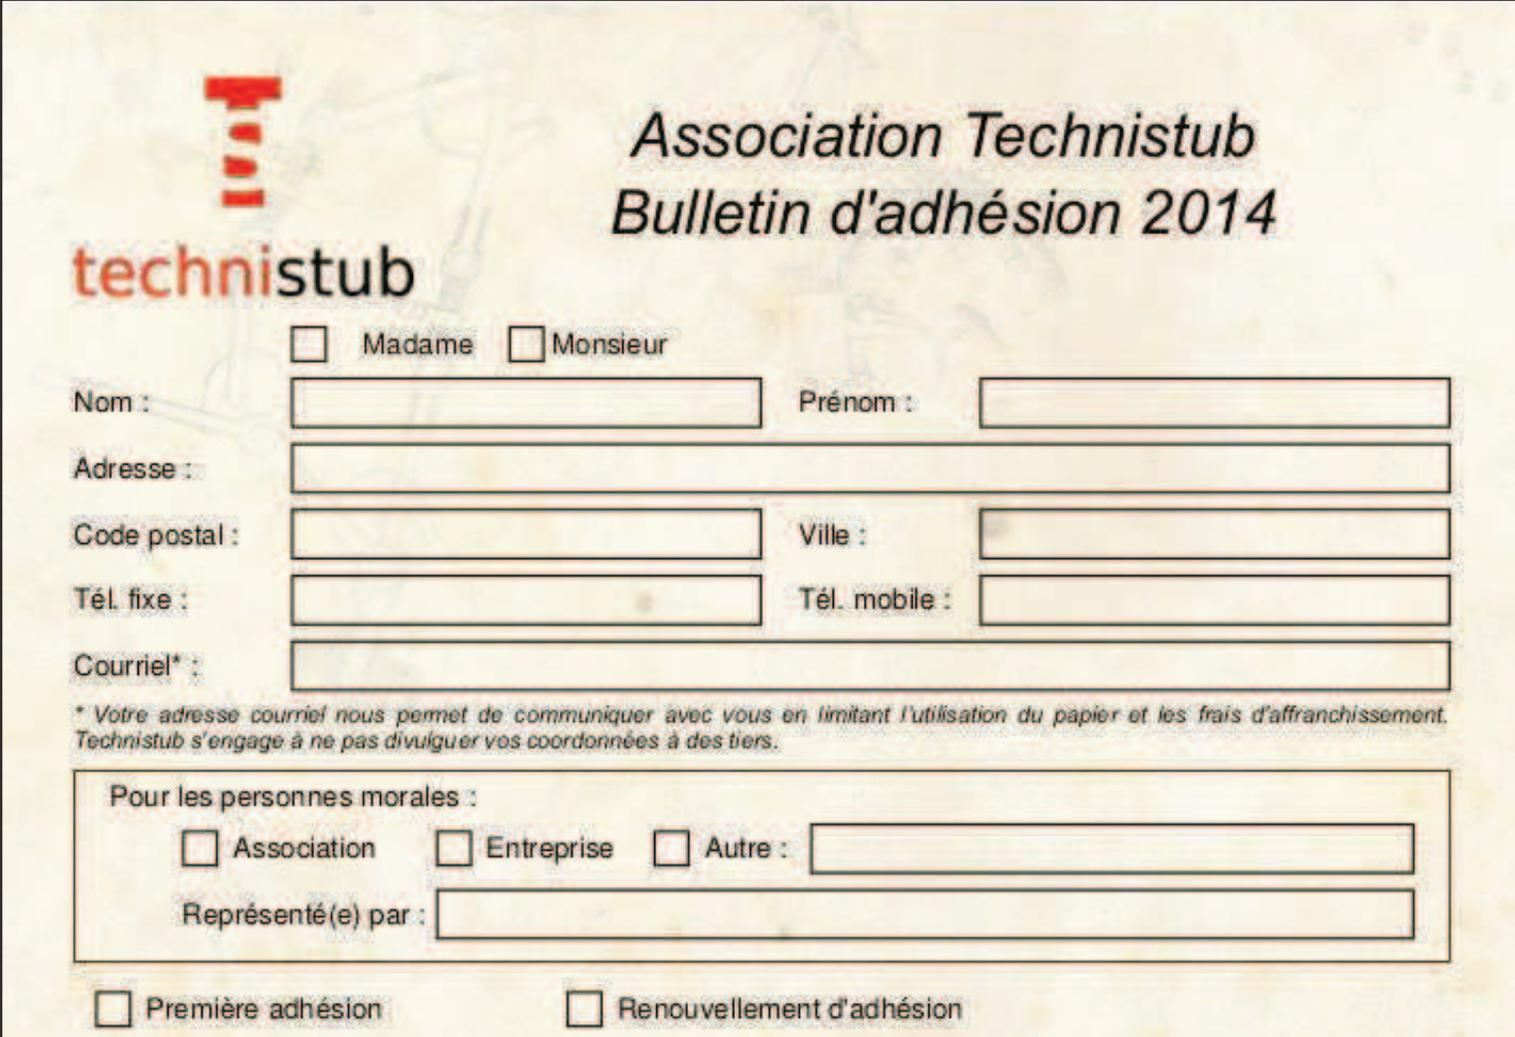 Association Technistub
Bulletin d'adhésion 2014
technistub
Madame Monsieur
Nom : Prénom :
Adresse :
Code postal : Ville :
Tél. fixe : Tél. mobile :
Courriel* :
* Votre adresse courriel nous permet de communiquer avec vous en limitant l'utilisation du papier et les frais d'affranchissement.
Technistub s'engage à ne pas divulguer vos coordonnées à des tiers.
Pour les personnes morales :
Association Entreprise Autre :
Représenté(e) par :
Première adhésion Renouvellement d'adhésion